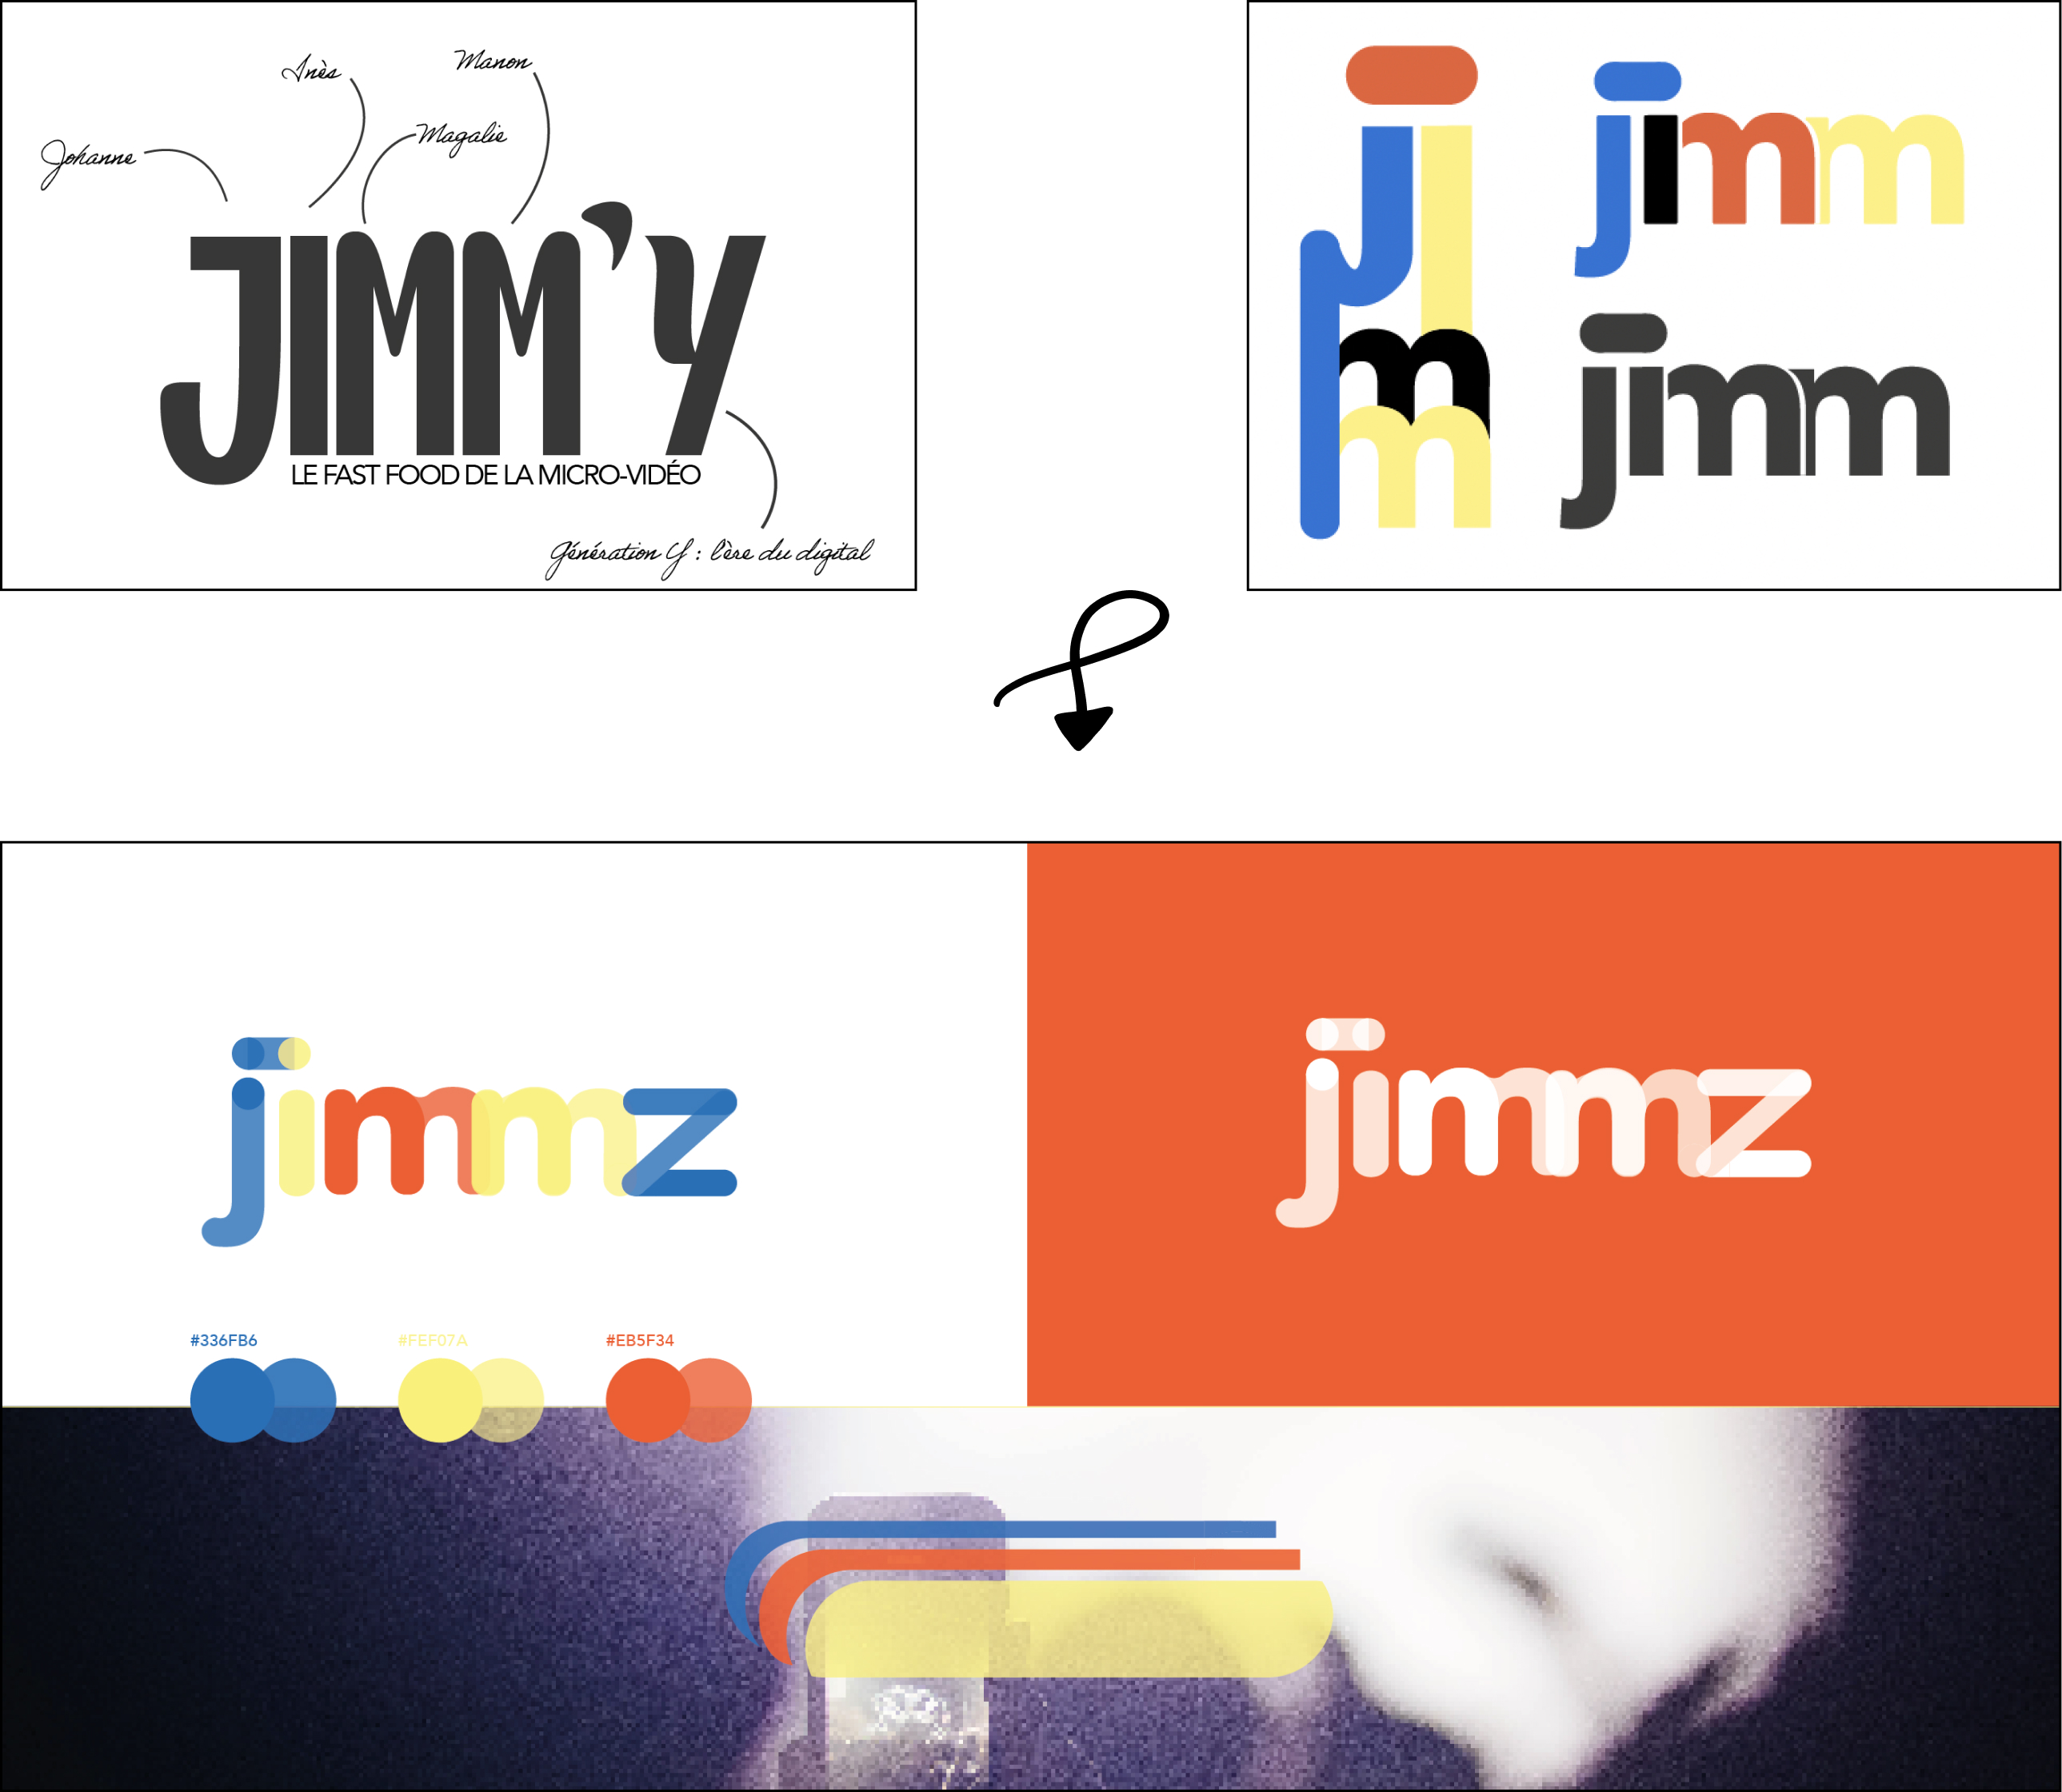 Inès
Manon
Magalie
Johanne
JIMM'Y
LE FAST FOOD DE LA MICRO-VIDÉO
Génération Y : l'ère du digital
ji
m
m
jimm
jimm
jimmz
jimmz
#336FB6
#FEF07A
#EB5F34